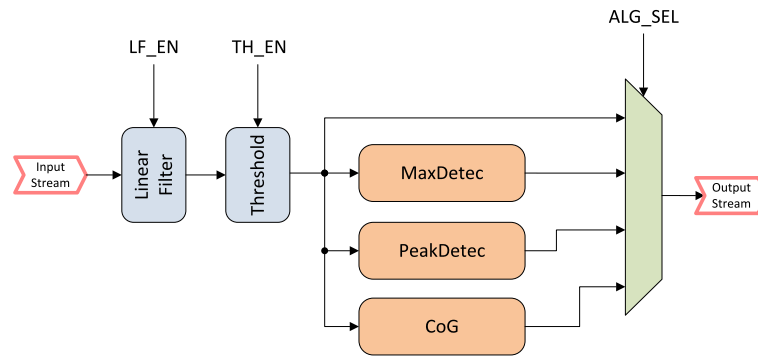 ALG_SEL
LF_EN
TH_EN
Input
Stream
Linear
Filter
Threshold
MaxDetec
PeakDetec
CoG
Output
Stream